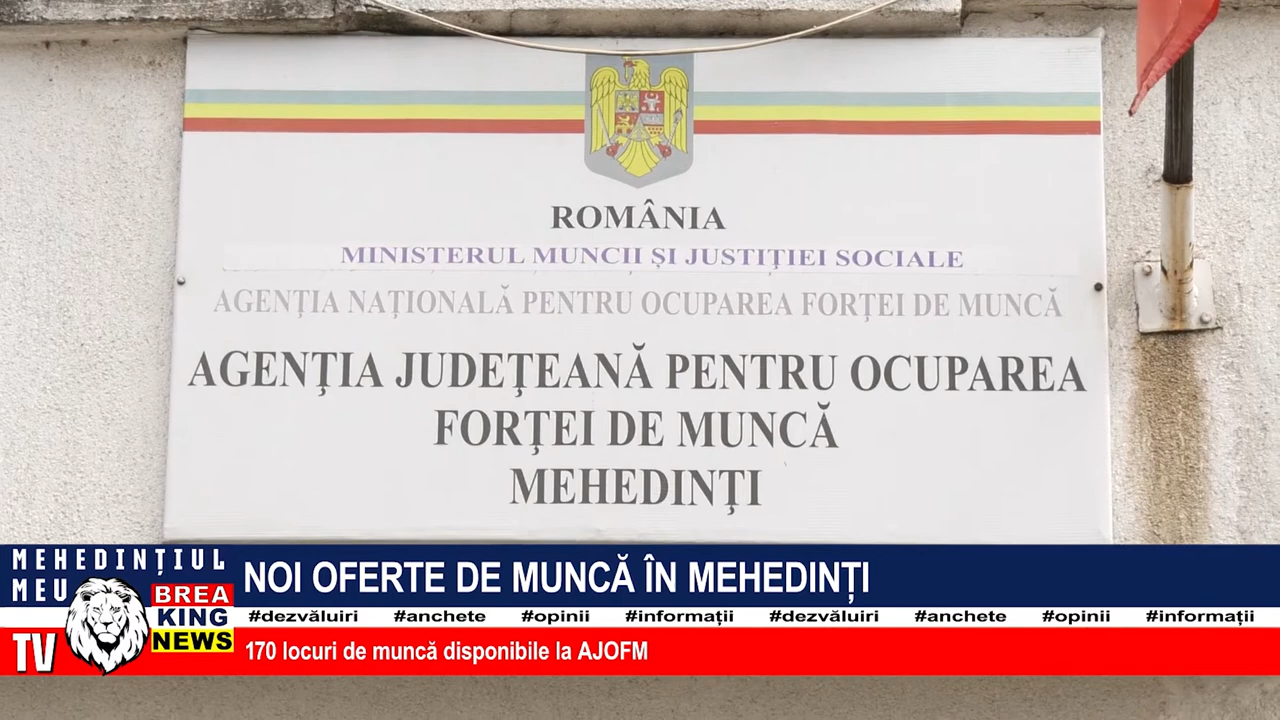 ROMÂNIA
MINISTERUL MUNCII ȘI JUSTIȚIEI SOCIALE
AGENȚIA NAȚIONALĂ PENTRU OCUPAREA FORȚEI DE MUNCĂ
AGENȚIA JUDEȚEANĂ PENTRU OCUPAREA
FORȚEI DE MUNCĂ
MEHEDINȚI
MEHEDINȚIUL
MEU
TV
BREA
KING
NEWS
NOI OFERTE DE MUNCĂ ÎN MEHEDINȚI
#dezvăluiri #anchete #opinii #informații #dezvăluiri #anchete #opinii #informații
170 locuri de muncă disponibile la AJOFM